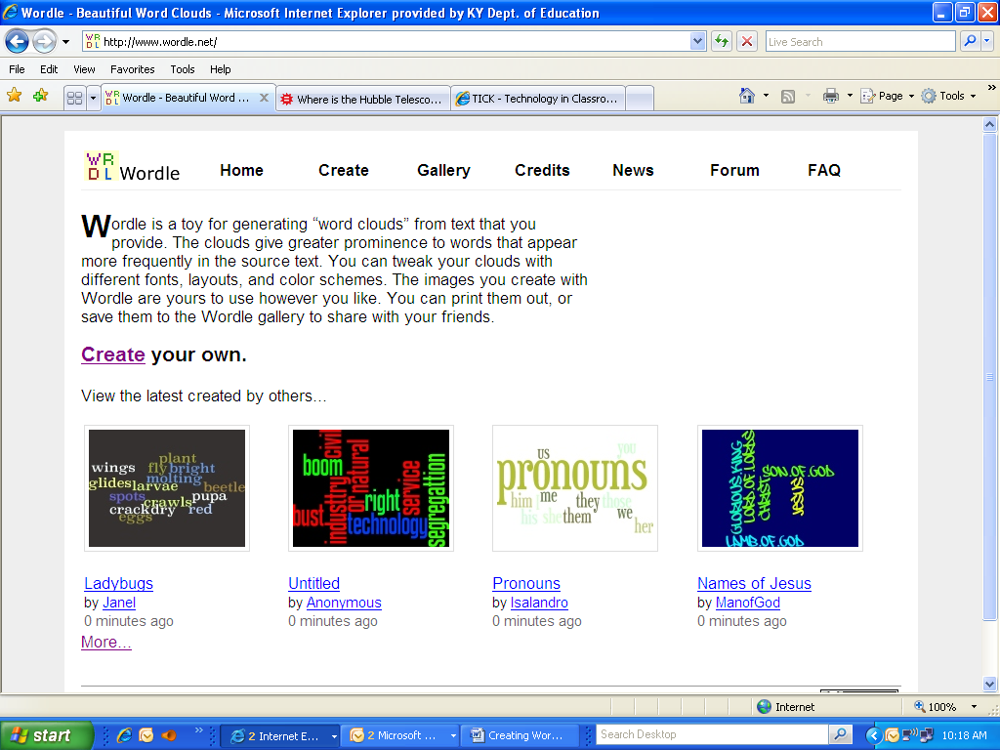 Wordle - Beautiful Word Clouds - Microsoft Internet Explorer provided by KY Dept. of Education
http://www.wordle.net/
Live Search
File Edit View Favorites Tools Help
Wordle - Beautiful Word ...
Where is the Hubble Telesco...
TICK - Technology in Classro...
Page
Tools
WRDL Wordle Home Create Gallery Credits News Forum FAQ
Wordle is a toy for generating “word clouds” from text that you
provide. The clouds give greater prominence to words that appear
more frequently in the source text. You can tweak your clouds with
different fonts, layouts, and color schemes. The images you create with
Wordle are yours to use however you like. You can print them out, or
save them to the Wordle gallery to share with your friends.
Create your own.
View the latest created by others...
plant
wings fly bright
molting
glides larvae beetle
spots crawls pupa
crack dry red
eggs
civil
boom
natural
or
industry
right
service
segregattion
bust
technology
us you
pronouns
him I me they those
his she them we her
GLORIOUS KING
LORD OF LORDS
CHRIST
SON OF GOD
JESUS
LAMB OF GOD
Ladybugs Untitled Pronouns Names of Jesus
by Janel by Anonymous by Isalandro by ManofGod
0 minutes ago 0 minutes ago 0 minutes ago 0 minutes ago
More...
Internet 100%
start
2 Internet E...
2 Microsoft ...
Creating Wor...
Search Desktop
10:18 AM